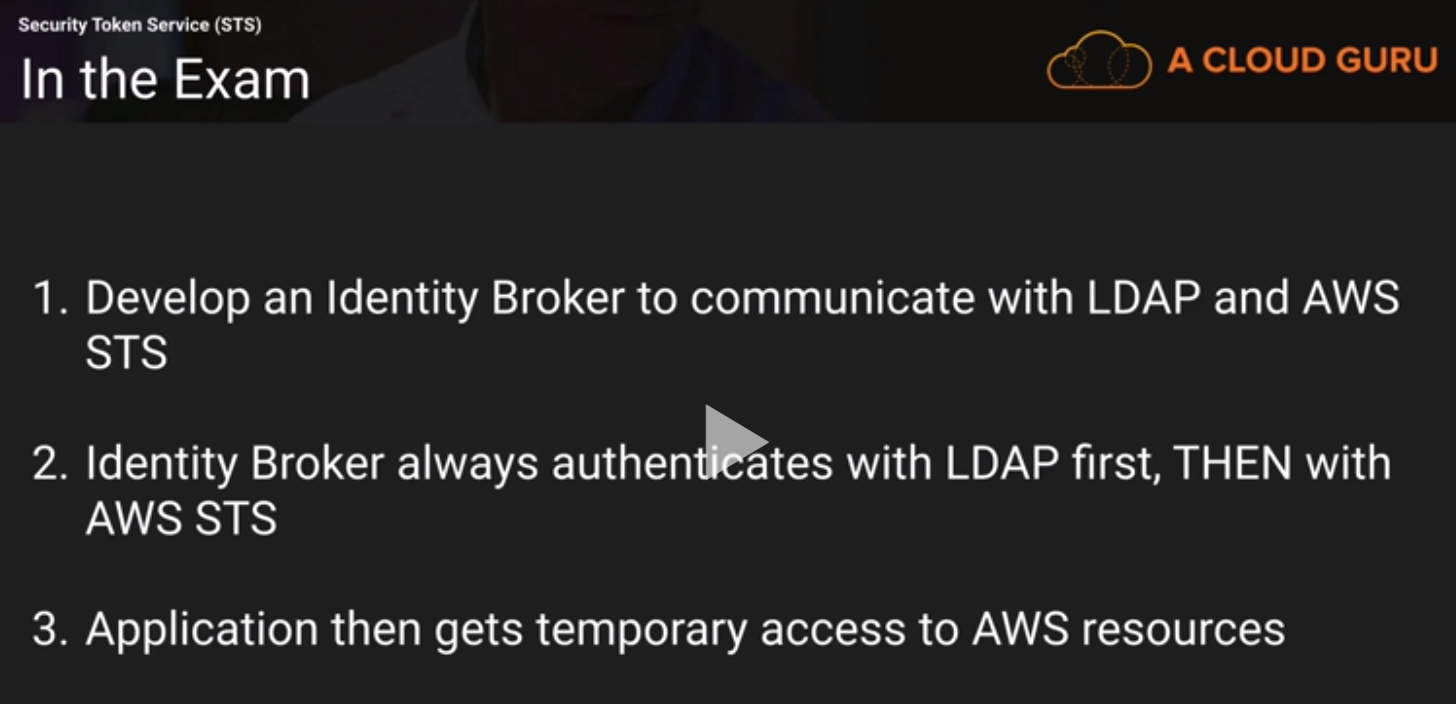 Security Token Service (STS)
In the Exam
A CLOUD GURU
1. Develop an Identity Broker to communicate with LDAP and AWS
STS
2. Identity Broker always authenticates with LDAP first, THEN with
AWS STS
3. Application then gets temporary access to AWS resources